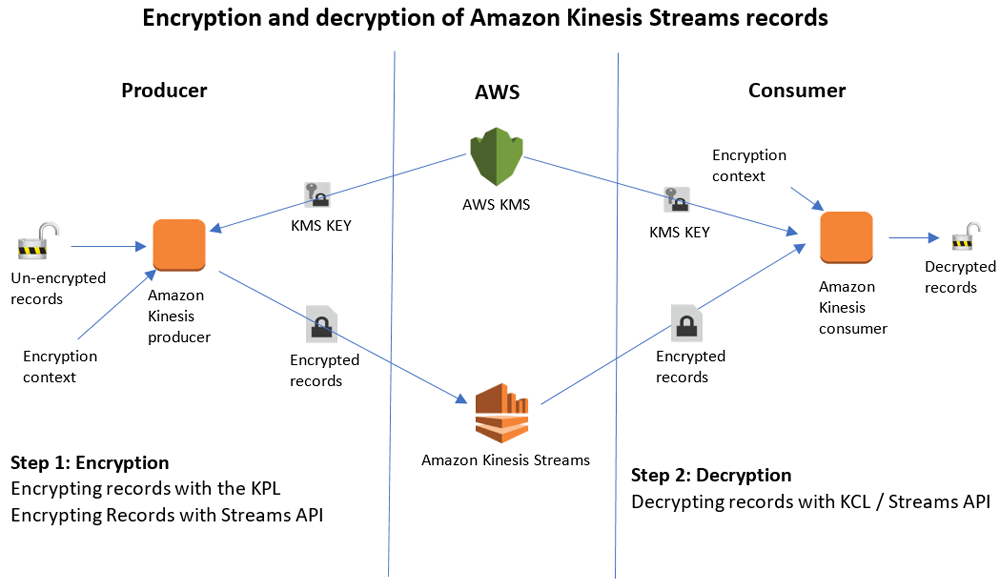 Encryption and decryption of Amazon Kinesis Streams records
Producer
AWS
Consumer
Encryption
context
AWS KMS
KMS KEY
KMS KEY
Un-encrypted
records
Amazon
Kinesis
producer
Encryption
context
Encrypted
records
Encrypted
records
Amazon
Kinesis
consumer
Decrypted
records
Amazon Kinesis Streams
Step 1: Encryption
Encrypting records with the KPL
Encrypting Records with Streams API
Step 2: Decryption
Decrypting records with KCL / Streams API